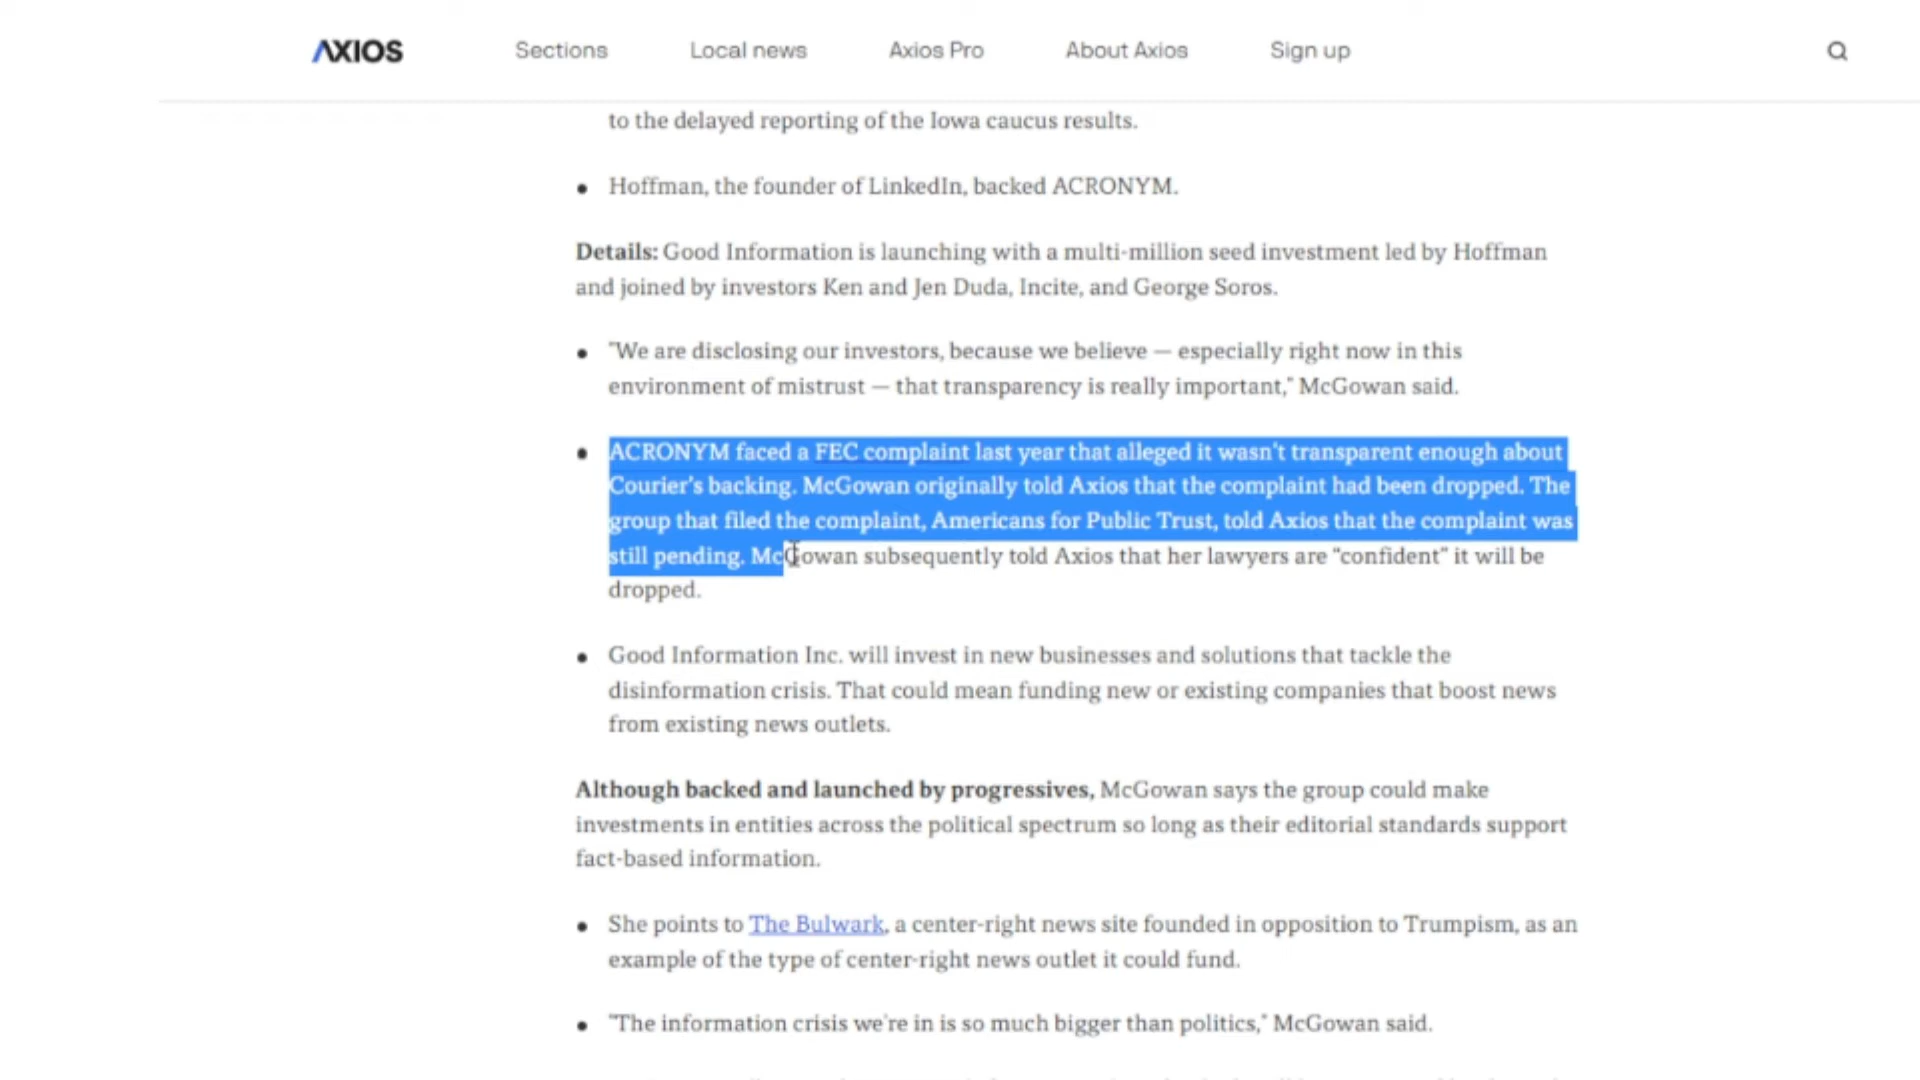 AXIOS
Sections
Local news
Axios Pro
About Axios
Sign up
to the delayed reporting of the Iowa caucus results.
• Hoffman, the founder of LinkedIn, backed ACRONYM.
Details: Good Information is launching with a multi-million seed investment led by Hoffman
and joined by investors Ken and Jen Duda, Incite, and George Soros.
• "We are disclosing our investors, because we believe — especially right now in this
environment of mistrust — that transparency is really important," McGowan said.
• ACRONYM faced a FEC complaint last year that alleged it wasn't transparent enough about
Courier's backing. McGowan originally told Axios that the complaint had been dropped. The
group that filed the complaint, Americans for Public Trust, told Axios that the complaint was
still pending. McGowan subsequently told Axios that her lawyers are “confident” it will be
dropped.
• Good Information Inc. will invest in new businesses and solutions that tackle the
disinformation crisis. That could mean funding new or existing companies that boost news
from existing news outlets.
Although backed and launched by progressives, McGowan says the group could make
investments in entities across the political spectrum so long as their editorial standards support
fact-based information.
• She points to The Bulwark, a center-right news site founded in opposition to Trumpism, as an
example of the type of center-right news outlet it could fund.
• "The information crisis we're in is so much bigger than politics," McGowan said.